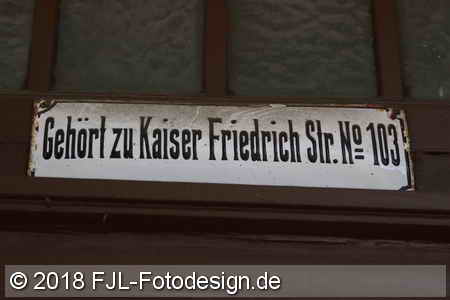 Gehört zu Kaiser Friedrich Str. No 103
© 2018 FJL-Fotodesign.de